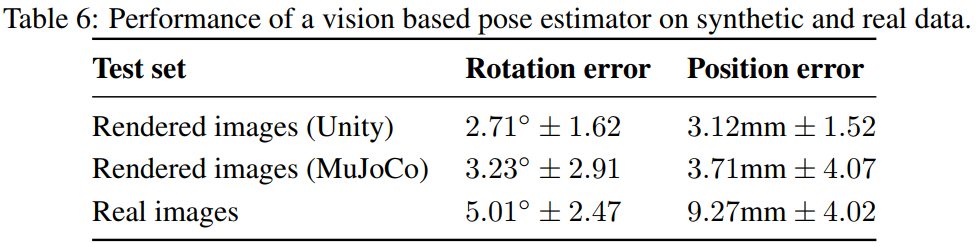 Table 6: Performance of a vision based pose estimator on synthetic and real data.
Test set Rotation error Position error
Rendered images (Unity) 2.71° ± 1.62 3.12mm ± 1.52
Rendered images (MuJoCo) 3.23° ± 2.91 3.71mm ± 4.07
Real images 5.01° ± 2.47 9.27mm ± 4.02